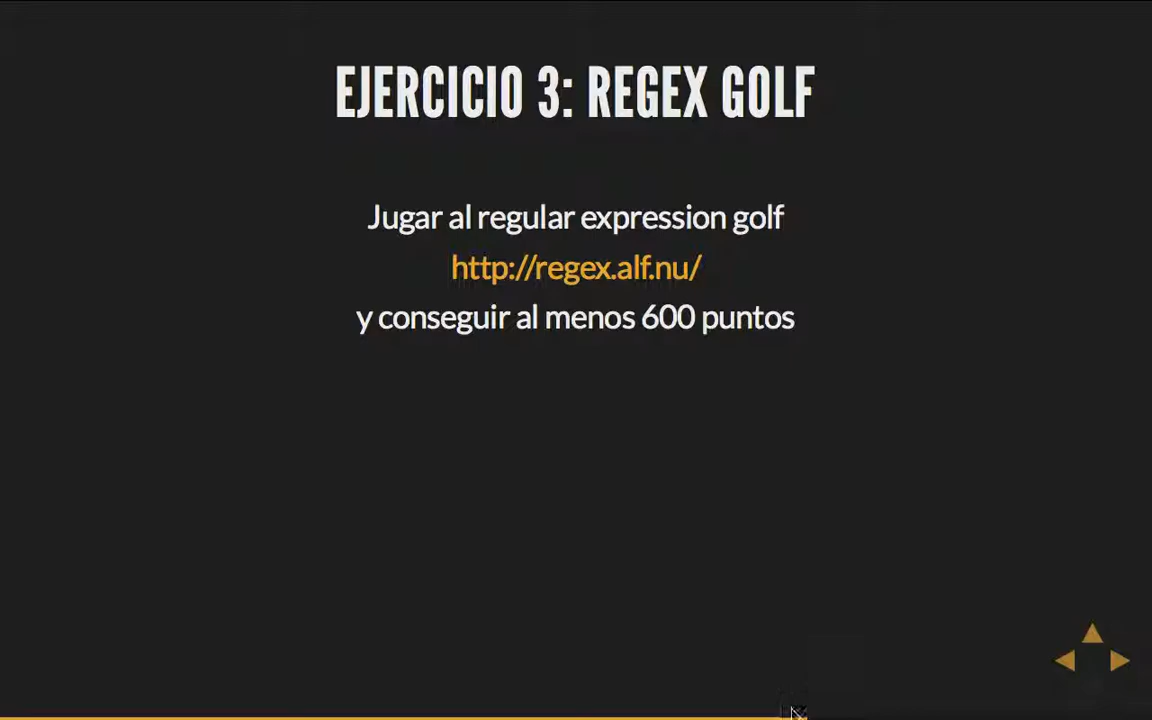 EJERCICIO 3: REGEX GOLF
Jugar al regular expression golf
http://regex.alf.nu/
y conseguir al menos 600 puntos